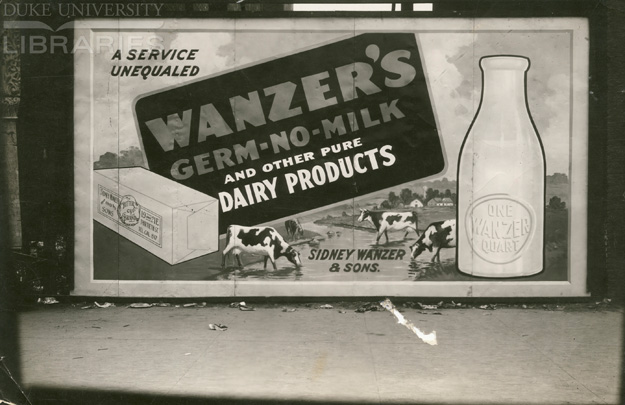 DUKE UNIVERSITY
LIBRARIES
A SERVICE
UNEQUALED
WANZER'S
GERM-NO-MILK
AND OTHER PURE
DAIRY PRODUCTS
SIDNEY WANZER
& SONS.
ONE
WANZER
QUART